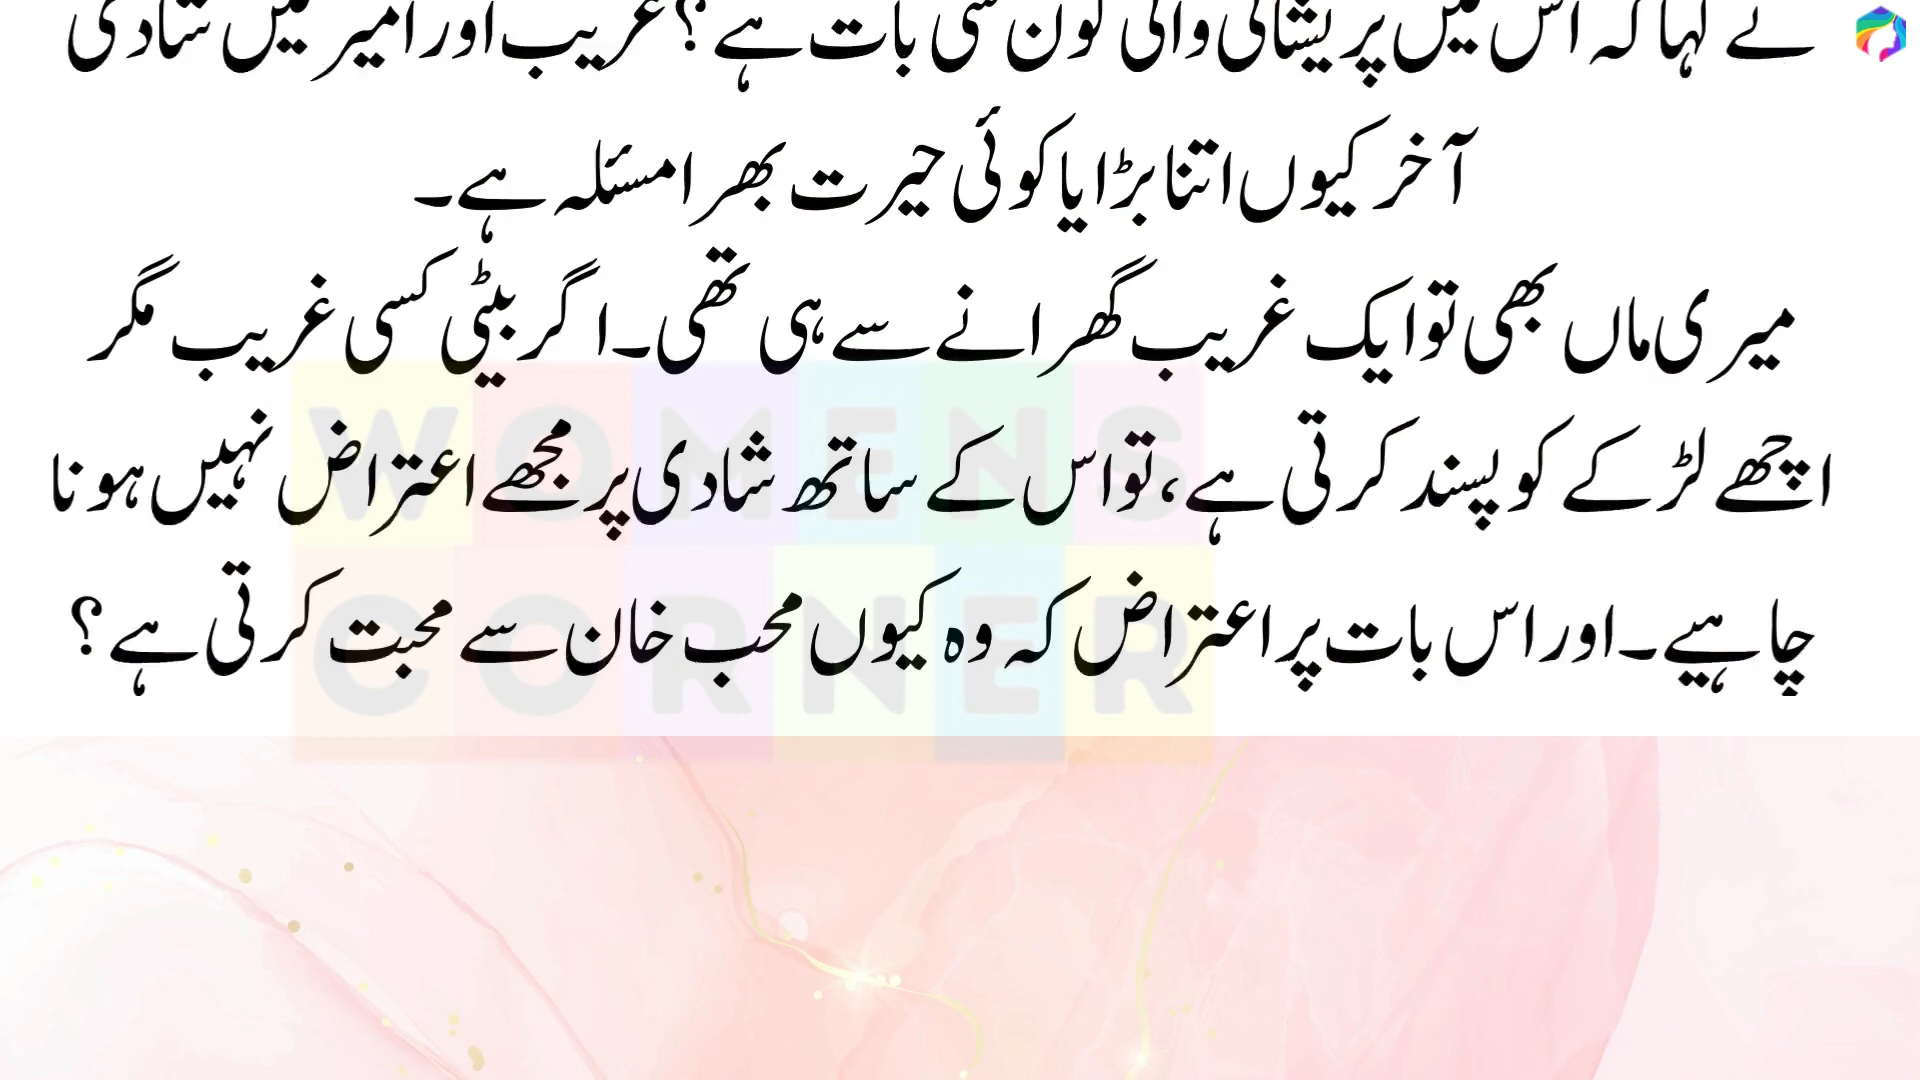 نے کہا کہ اس میں پریشانی والی کون سی بات ہے؟ غریب اور امیر میں شادی
آخر کیوں اتنا بڑا یا کوئی حیرت بھرا مسئلہ ہے۔
میری ماں بھی تو ایک غریب گھرانے سے ہی تھی۔ اگر بیٹی کسی غریب مگر
اچھے لڑکے کو پسند کرتی ہے، تو اس کے ساتھ شادی پر مجھے اعتراض نہیں ہونا
چاہیے۔ اور اس بات پر اعتراض کہ وہ کیوں محب خان سے محبت کرتی ہے؟
WOMENS
CORNER